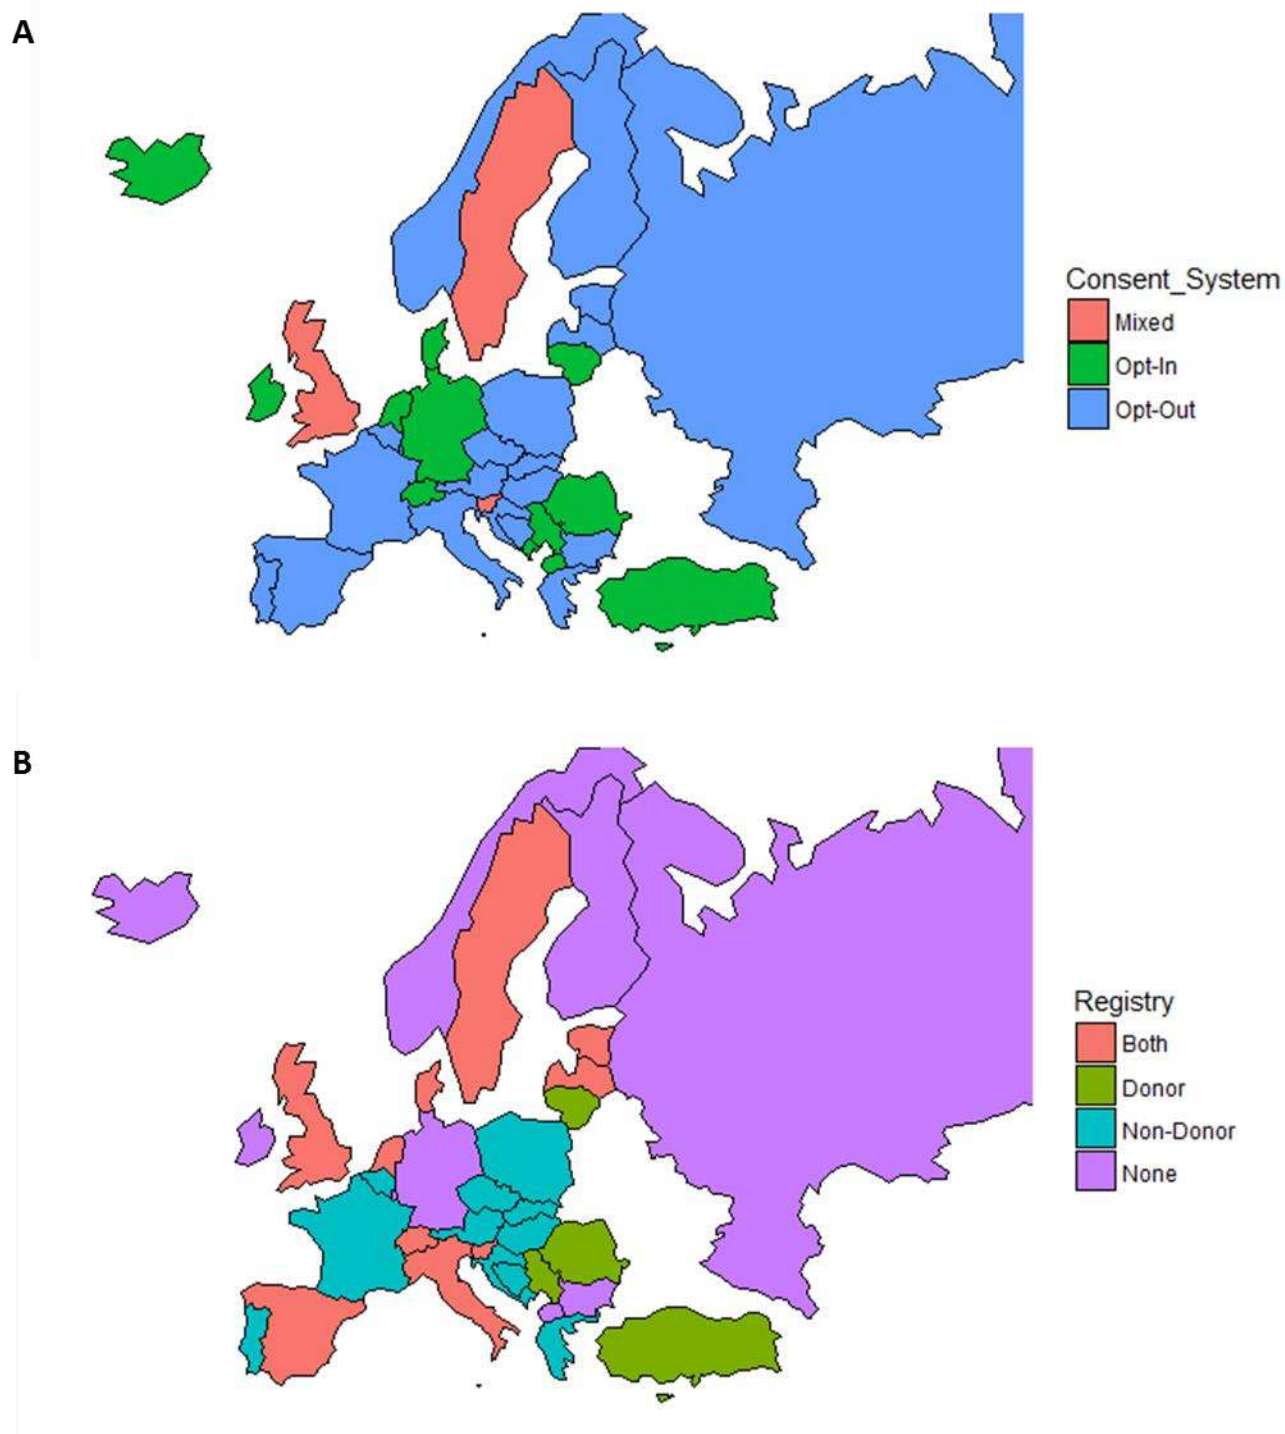 A
Consent_System
Mixed
Opt-In
Opt-Out
B
Registry
Both
Donor
Non-Donor
None